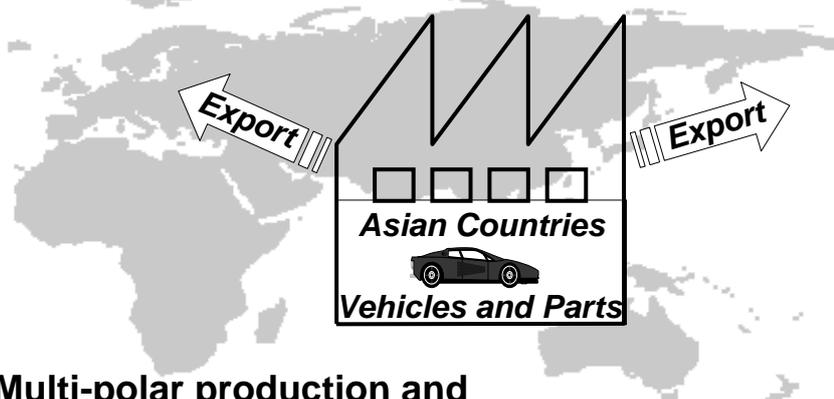 Export
Export
Asian Countries
Vehicles and Parts
Multi-polar production and